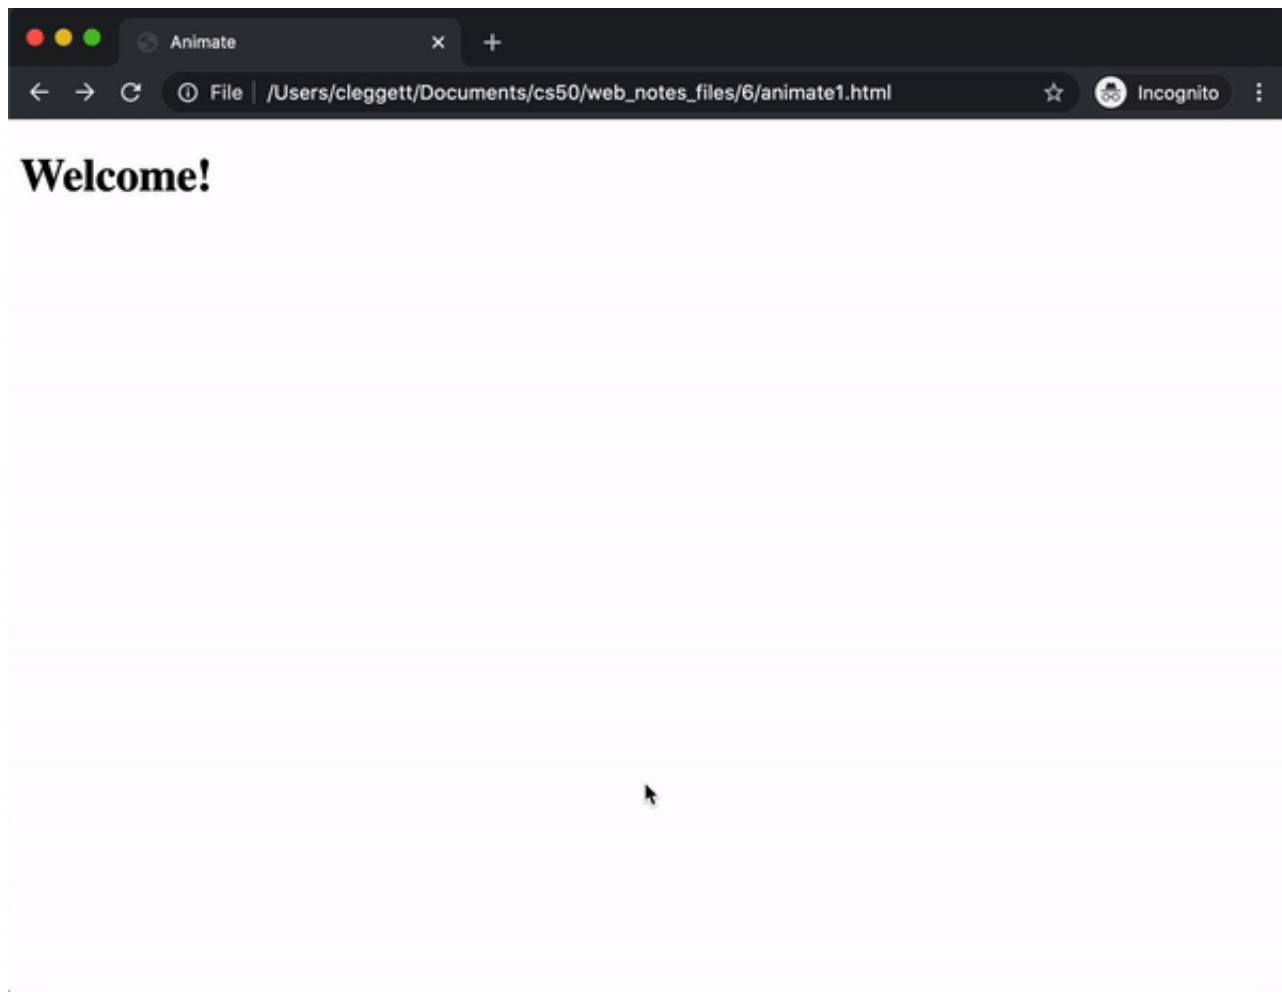 Animate
File /Users/cleggett/Documents/cs50/web_notes_files/6/animate1.html Incognito
Welcome!